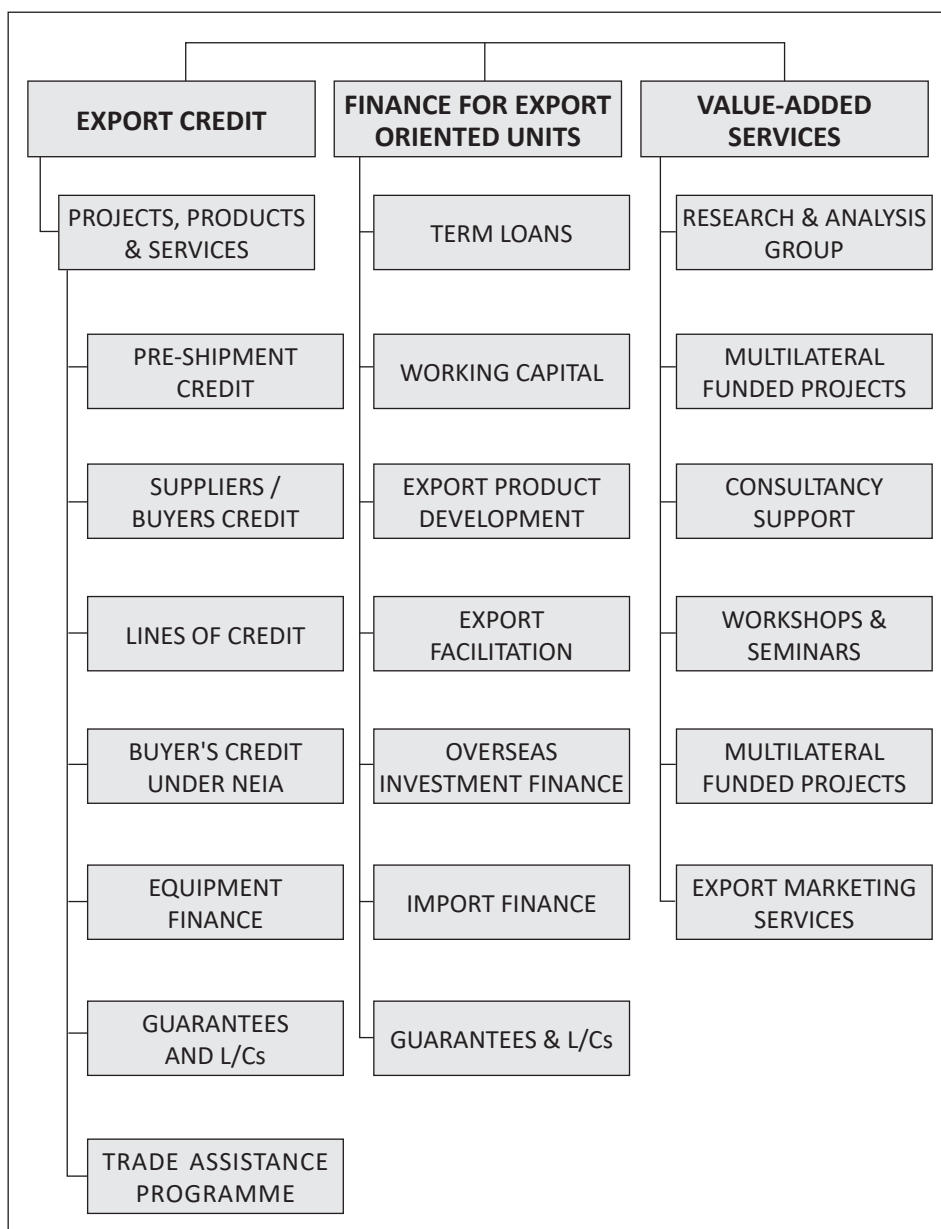 EXPORT CREDIT
FINANCE FOR EXPORT
ORIENTED UNITS
VALUE-ADDED
SERVICES
PROJECTS, PRODUCTS
& SERVICES
PRE-SHIPMENT
CREDIT
SUPPLIERS /
BUYERS CREDIT
LINES OF CREDIT
BUYER'S CREDIT
UNDER NEIA
EQUIPMENT
FINANCE
GUARANTEES
AND L/Cs
TRADE ASSISTANCE
PROGRAMME
TERM LOANS
WORKING CAPITAL
EXPORT PRODUCT
DEVELOPMENT
EXPORT
FACILITATION
OVERSEAS
INVESTMENT FINANCE
IMPORT FINANCE
GUARANTEES & L/Cs
RESEARCH & ANALYSIS
GROUP
MULTILATERAL
FUNDED PROJECTS
CONSULTANCY
SUPPORT
WORKSHOPS &
SEMINARS
MULTILATERAL
FUNDED PROJECTS
EXPORT MARKETING
SERVICES